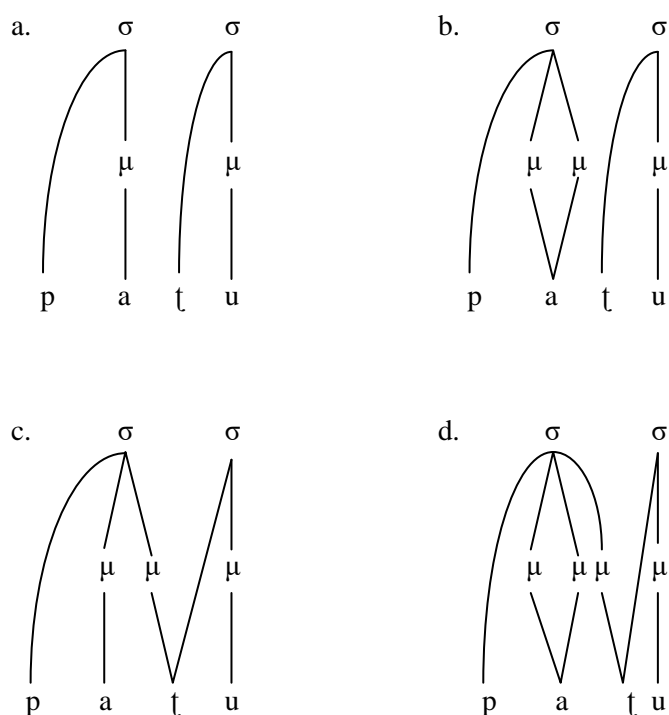 a. σ σ
μ μ
p a ʈ u
b. σ σ
μ μ μ
p a ʈ u
c. σ σ
μ μ μ
p a ʈ u
d. σ σ
μ μ μ μ
p a ʈ u